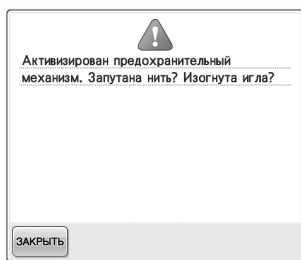 Активизирован предохранительный
механизм. Запутана нить? Изогнута игла?
ЗАКРЫТЬ